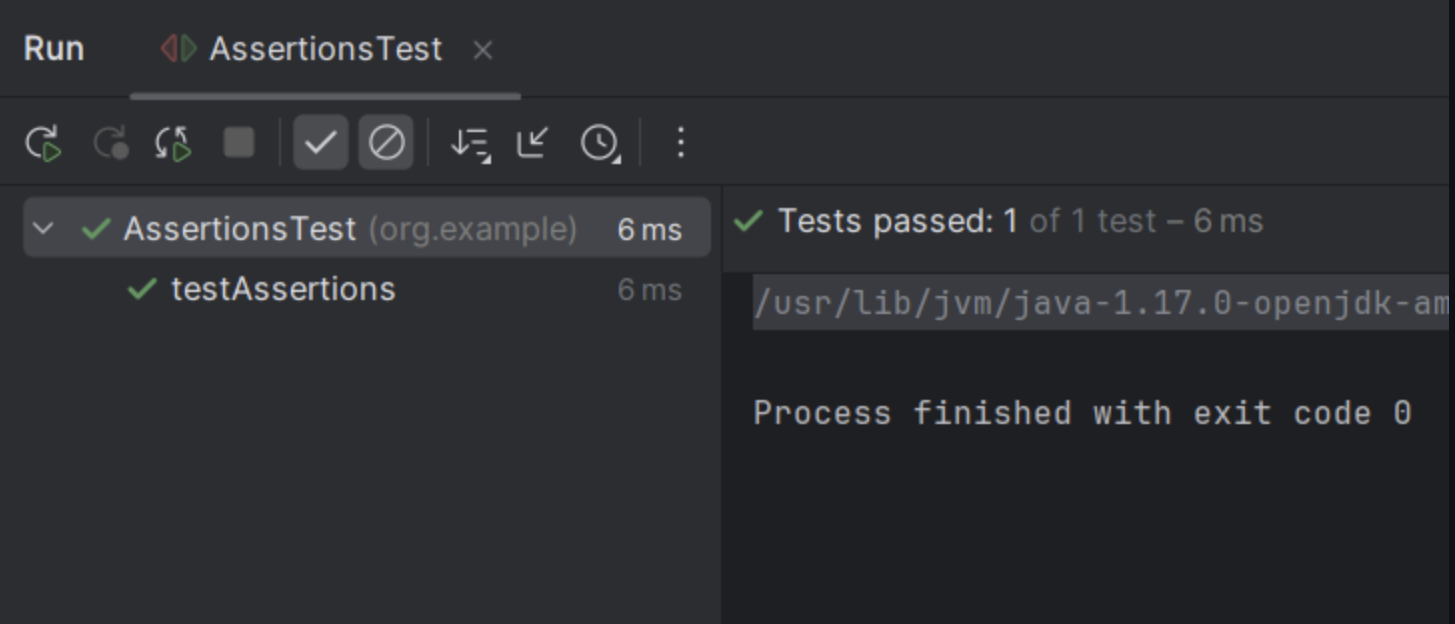 Run AssertionsTest
AssertionsTest (org.example) 6 ms
testAssertions 6 ms
Tests passed: 1 of 1 test – 6 ms
/usr/lib/jvm/java-1.17.0-openjdk-am
Process finished with exit code 0